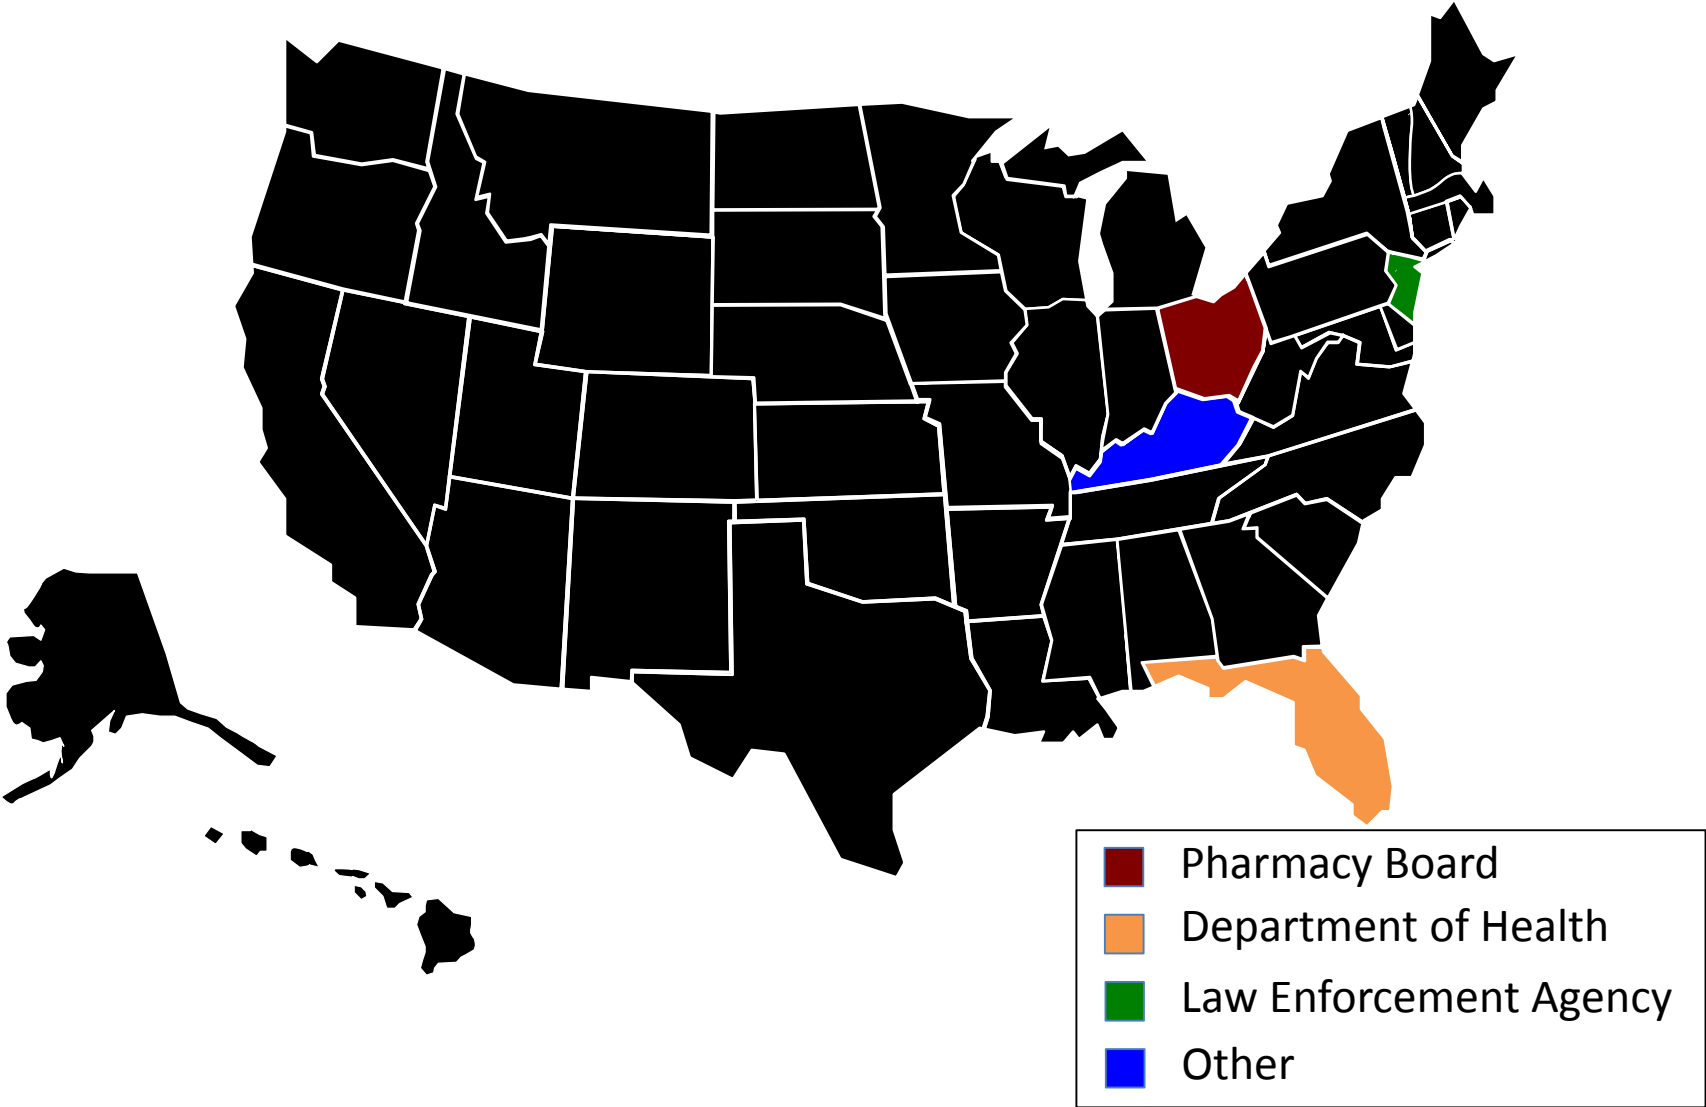 Pharmacy Board
Department of Health
Law Enforcement Agency
Other